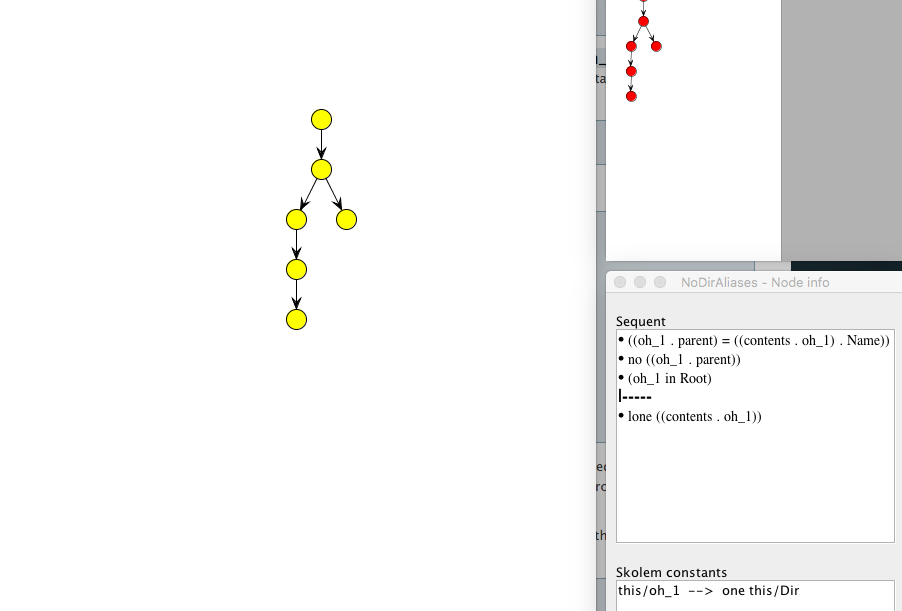 NoDirAliases - Node info
Sequent
• ((oh_1 . parent) = ((contents . oh_1) . Name))
• no ((oh_1 . parent))
• (oh_1 in Root)
|-----
• lone ((contents . oh_1))
Skolem constants
this/oh_1 --> one this/Dir